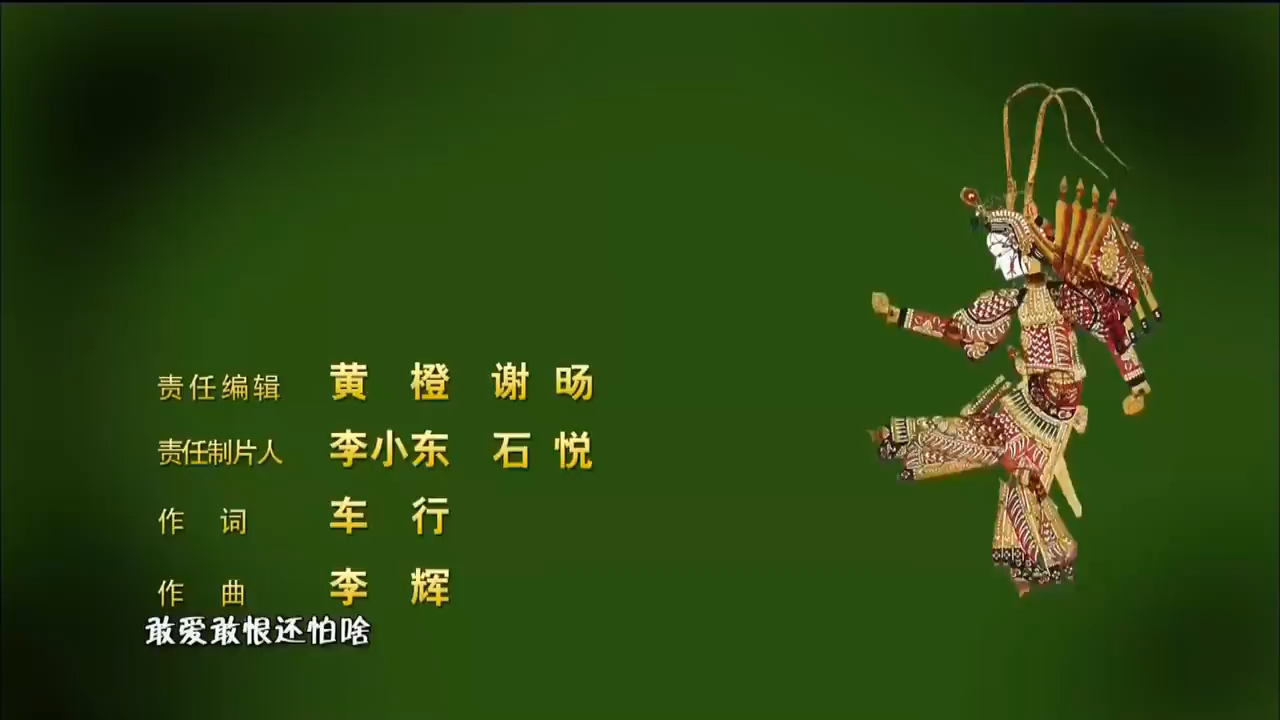 责任编辑 黄橙 谢旸
责任制片人 李小东 石悦
作词 车行
作曲 李辉
敢爱敢恨还怕啥